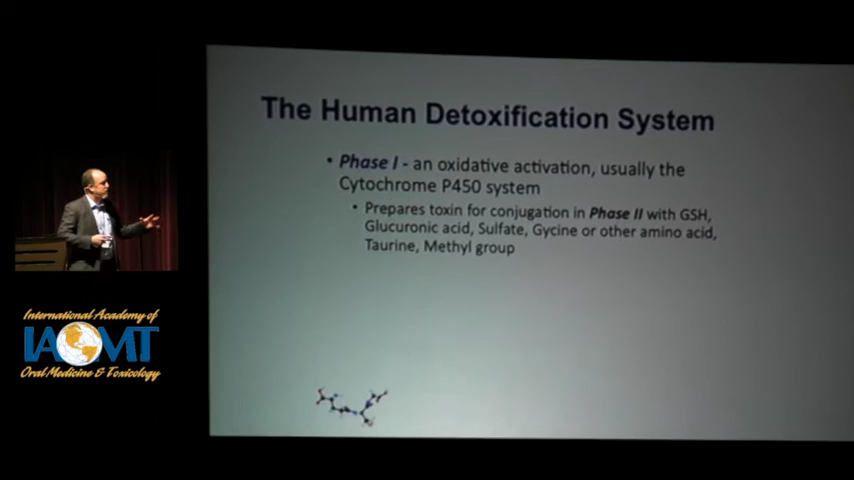 The Human Detoxification System
• Phase I - an oxidative activation, usually the
Cytochrome P450 system
• Prepares toxin for conjugation in Phase II with GSH,
Glucuronic acid, Sulfate, Gycine or other amino acid,
Taurine, Methyl group
International Academy of
IAOMT
Oral Medicine & Toxicology